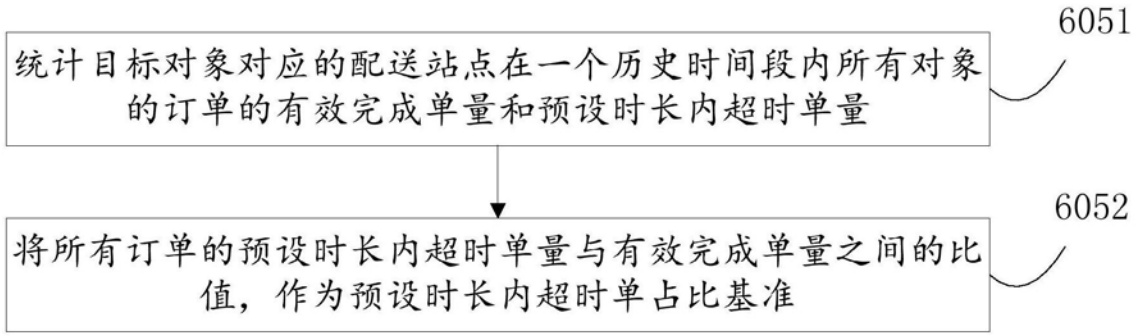 6051
统计目标对象对应的配送站点在一个历史时间段内所有对象
的订单的有效完成单量和预设时长内超时单量
6052
将所有订单的预设时长内超时单量与有效完成单量之间的比
值，作为预设时长内超时单占比基准